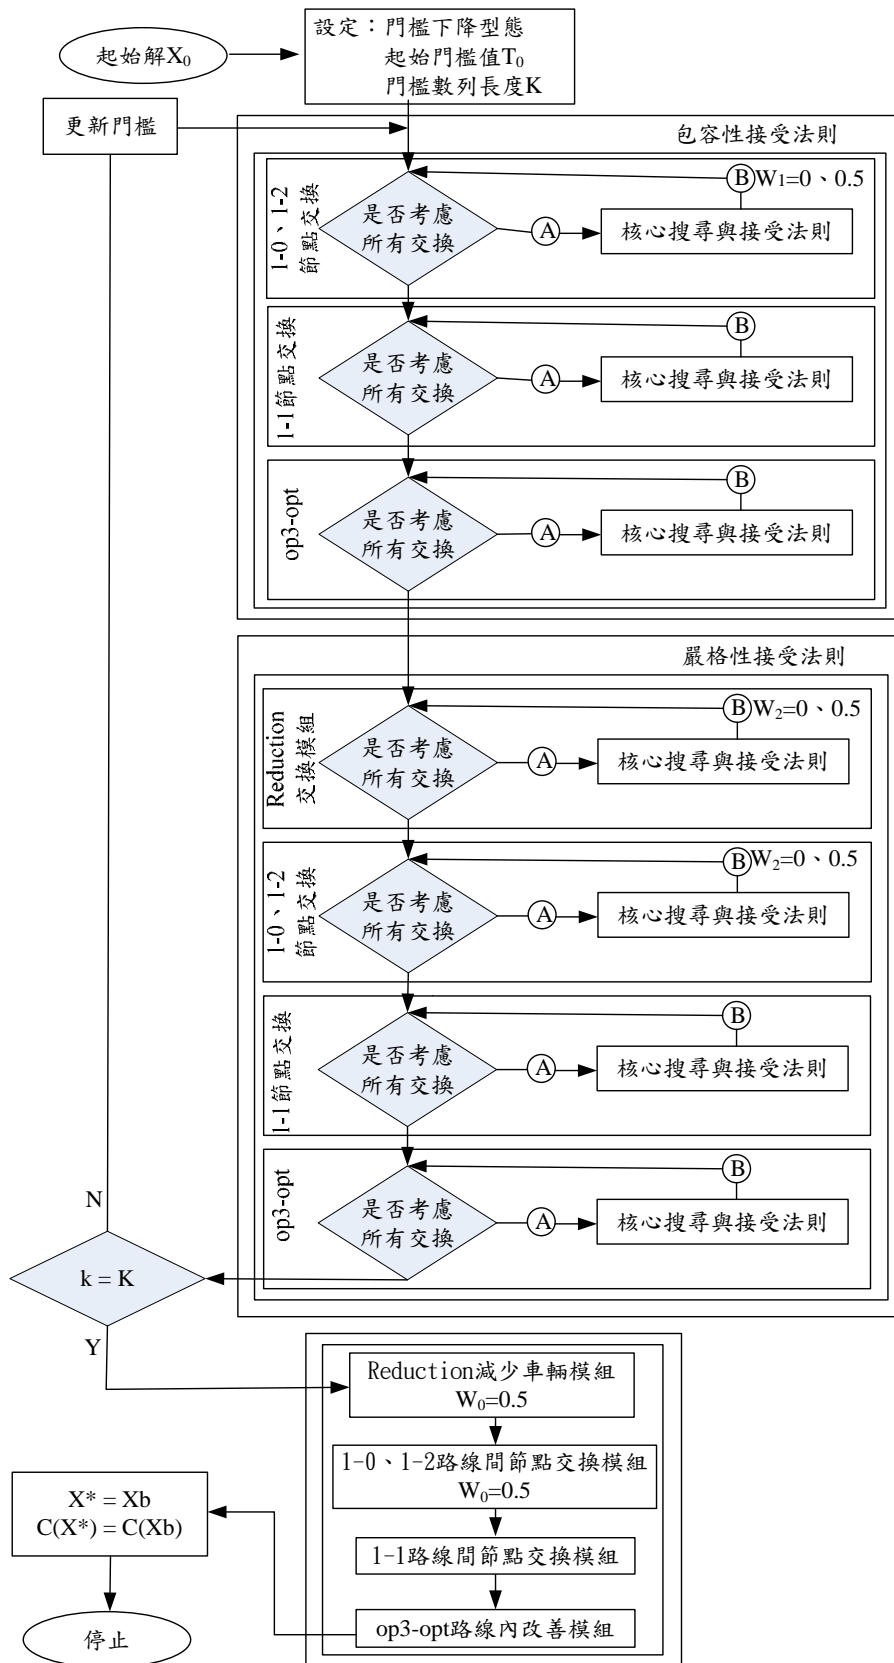 起始解X₀
設定：門檻下降型態
起始門檻值T₀
門檻數列長度K
更新門檻
包容性接受法則
1-0、1-2
節點交換
是否考慮
所有交換
A
B
W₁=0、0.5
核心搜尋與接受法則
1-1節點交換
是否考慮
所有交換
A
B
核心搜尋與接受法則
op3-opt
是否考慮
所有交換
A
B
核心搜尋與接受法則
嚴格性接受法則
Reduction
交換模組
是否考慮
所有交換
A
B
W₂=0、0.5
核心搜尋與接受法則
1-0、1-2
節點交換
是否考慮
所有交換
A
B
W₂=0、0.5
核心搜尋與接受法則
1-1節點交換
是否考慮
所有交換
A
B
核心搜尋與接受法則
op3-opt
是否考慮
所有交換
A
B
核心搜尋與接受法則
N
k = K
Y
Reduction減少車輛模組
W₀=0.5
1-0、1-2路線間節點交換模組
W₀=0.5
1-1路線間節點交換模組
op3-opt路線內改善模組
X* = Xb
C(X*) = C(Xb)
停止